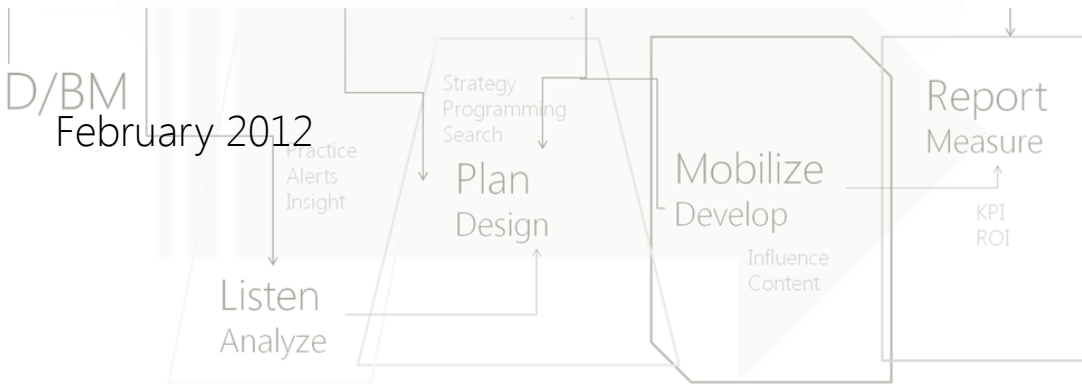 D/BM
February 2012
Practice
Alerts
Insight
Listen
Analyze
Strategy
Programming
Search
Plan
Design
Mobilize
Develop
Influence
Content
Report
Measure
KPI
ROI